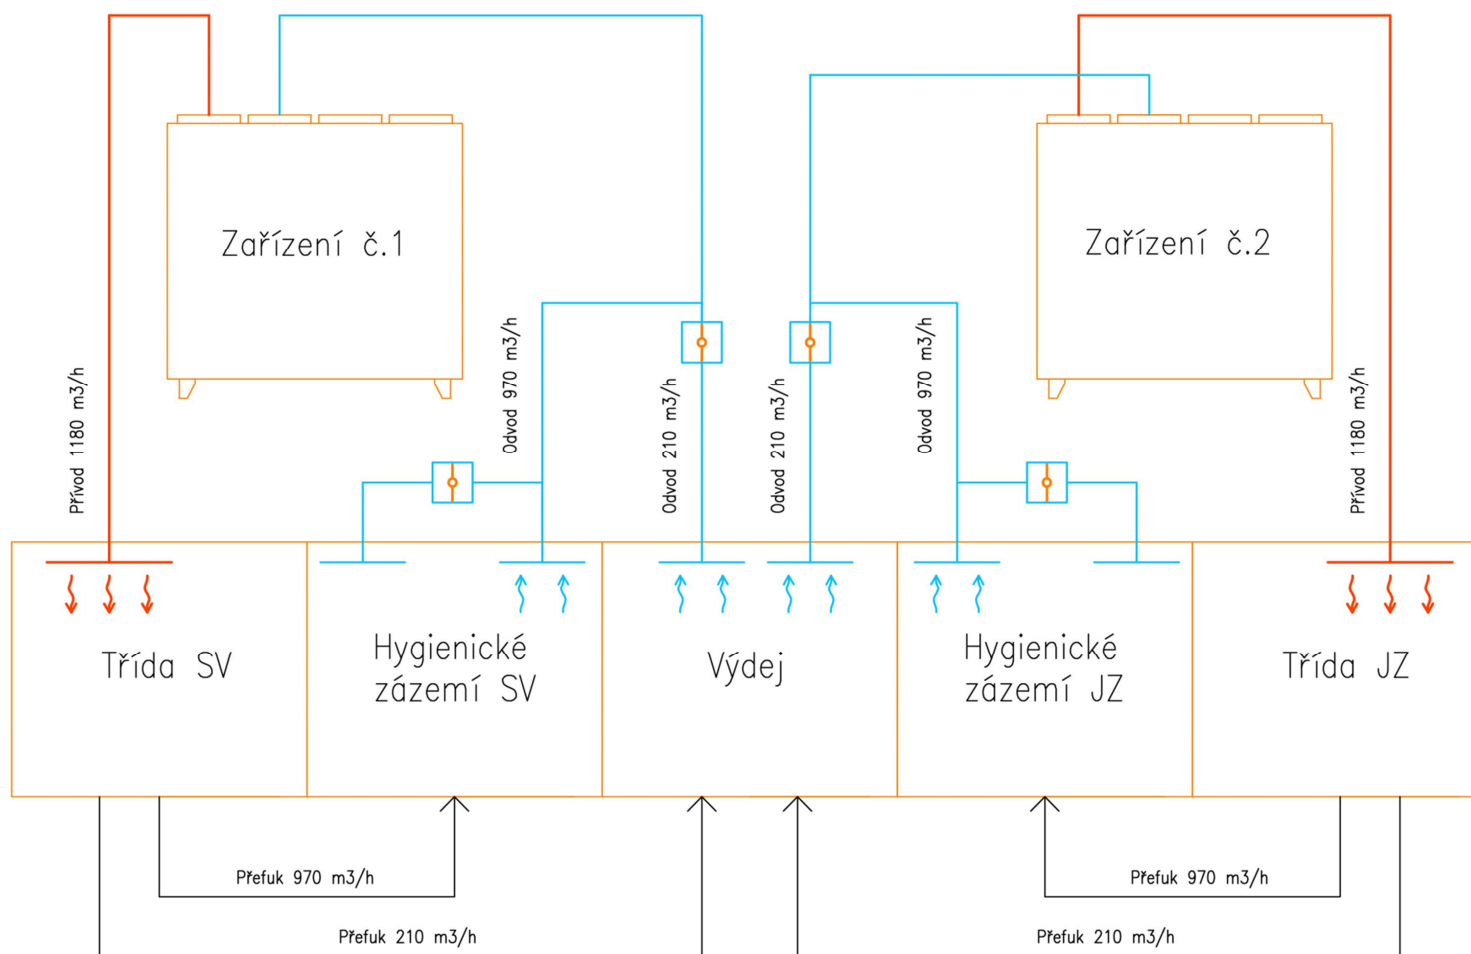 Zařízení č.1
Zařízení č.2
Přívod 1180 m3/h
Odvod 970 m3/h
Odvod 210 m3/h
Odvod 210 m3/h
Odvod 970 m3/h
Přívod 1180 m3/h
Třída SV
Hygienické
zázemí SV
Výdej
Hygienické
zázemí JZ
Třída JZ
Přefuk 970 m3/h
Přefuk 970 m3/h
Přefuk 210 m3/h
Přefuk 210 m3/h